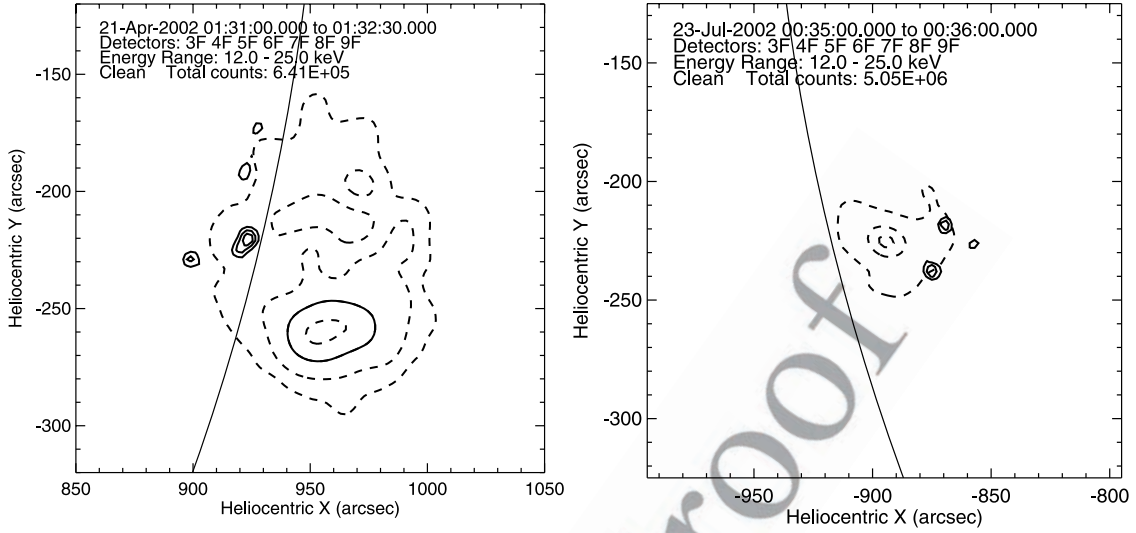 21-Apr-2002 01:31:00.000 to 01:32:30.000
Detectors: 3F 4F 5F 6F 7F 8F 9F
Energy Range: 12.0 - 25.0 keV
Clean Total counts: 6.41E+05
-150
-200
-250
-300
Heliocentric Y (arcsec)
850 900 950 1000 1050
Heliocentric X (arcsec)
23-Jul-2002 00:35:00.000 to 00:36:00.000
Detectors: 3F 4F 5F 6F 7F 8F 9F
Energy Range: 12.0 - 25.0 keV
Clean Total counts: 5.05E+06
-150
-200
-250
-300
Heliocentric Y (arcsec)
-950 -900 -850 -800
Heliocentric X (arcsec)
roof